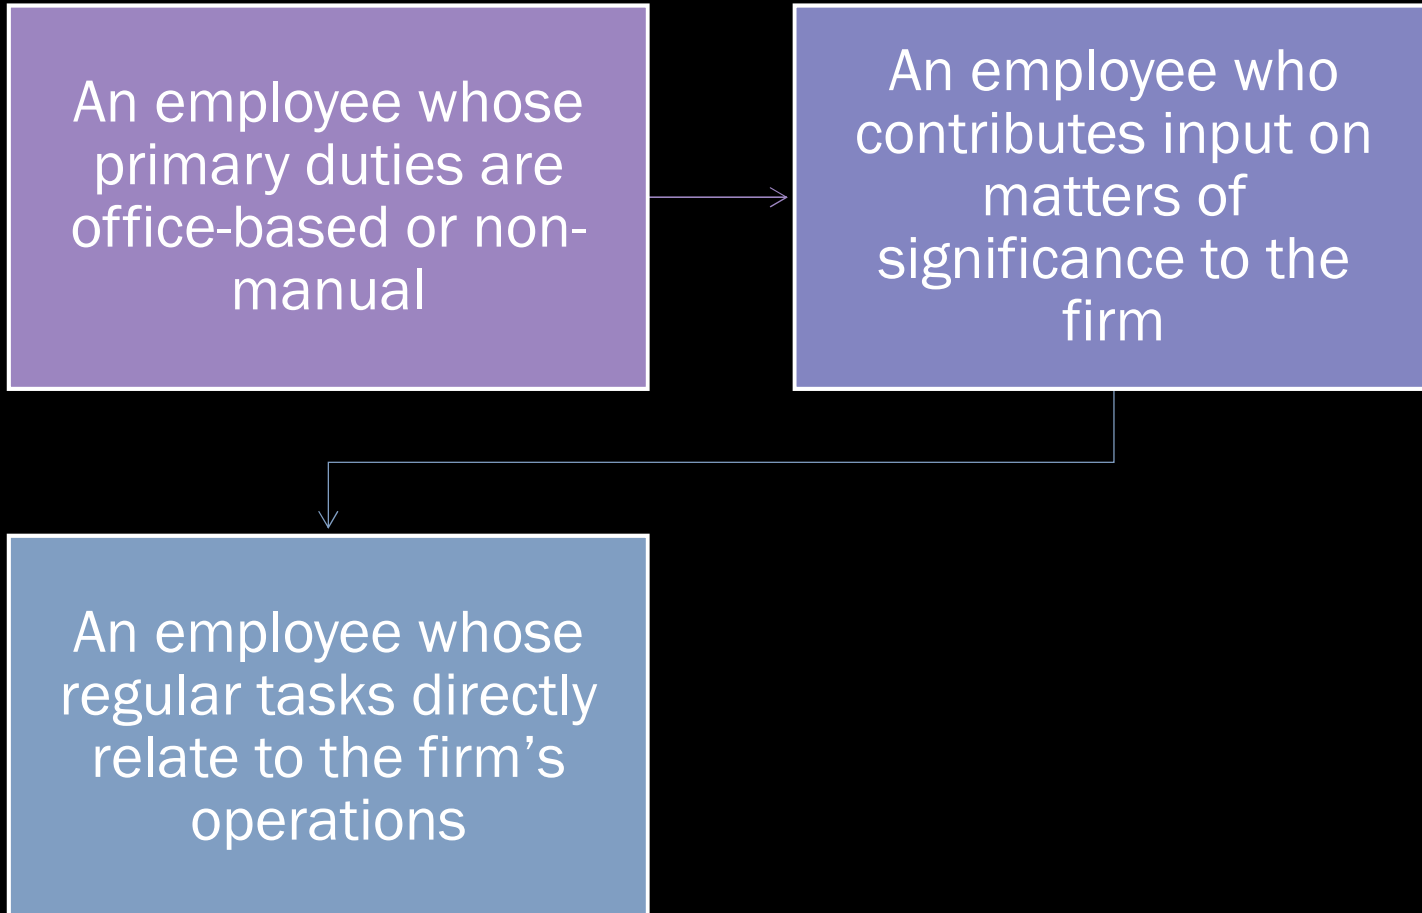 An employee whose
primary duties are
office-based or non-
manual
An employee who
contributes input on
matters of
significance to the
firm
An employee whose
regular tasks directly
relate to the firm’s
operations